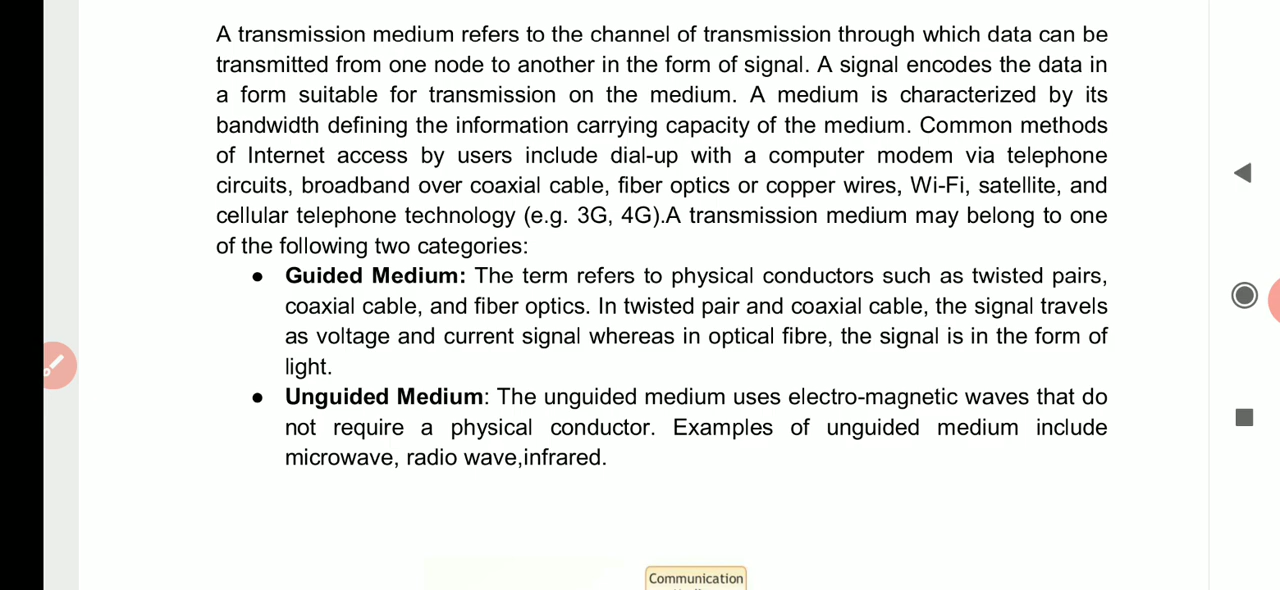 A transmission medium refers to the channel of transmission through which data can be
transmitted from one node to another in the form of signal. A signal encodes the data in
a form suitable for transmission on the medium. A medium is characterized by its
bandwidth defining the information carrying capacity of the medium. Common methods
of Internet access by users include dial-up with a computer modem via telephone
circuits, broadband over coaxial cable, fiber optics or copper wires, Wi-Fi, satellite, and
cellular telephone technology (e.g. 3G, 4G).A transmission medium may belong to one
of the following two categories:
● Guided Medium: The term refers to physical conductors such as twisted pairs,
coaxial cable, and fiber optics. In twisted pair and coaxial cable, the signal travels
as voltage and current signal whereas in optical fibre, the signal is in the form of
light.
● Unguided Medium: The unguided medium uses electro-magnetic waves that do
not require a physical conductor. Examples of unguided medium include
microwave, radio wave,infrared.
Communication